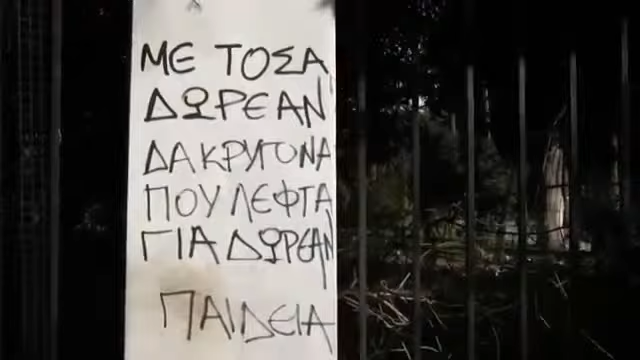 ΜΕ ΤΟΣΑ
ΔΩΡΕΑΝ
ΔΑΚΡΥΓΟΝΑ
ΠΟΥ ΛΕΦΤΑ
ΓΙΑ ΔΩΡΕΑΝ
ΠΑΙΔΕΙΑ